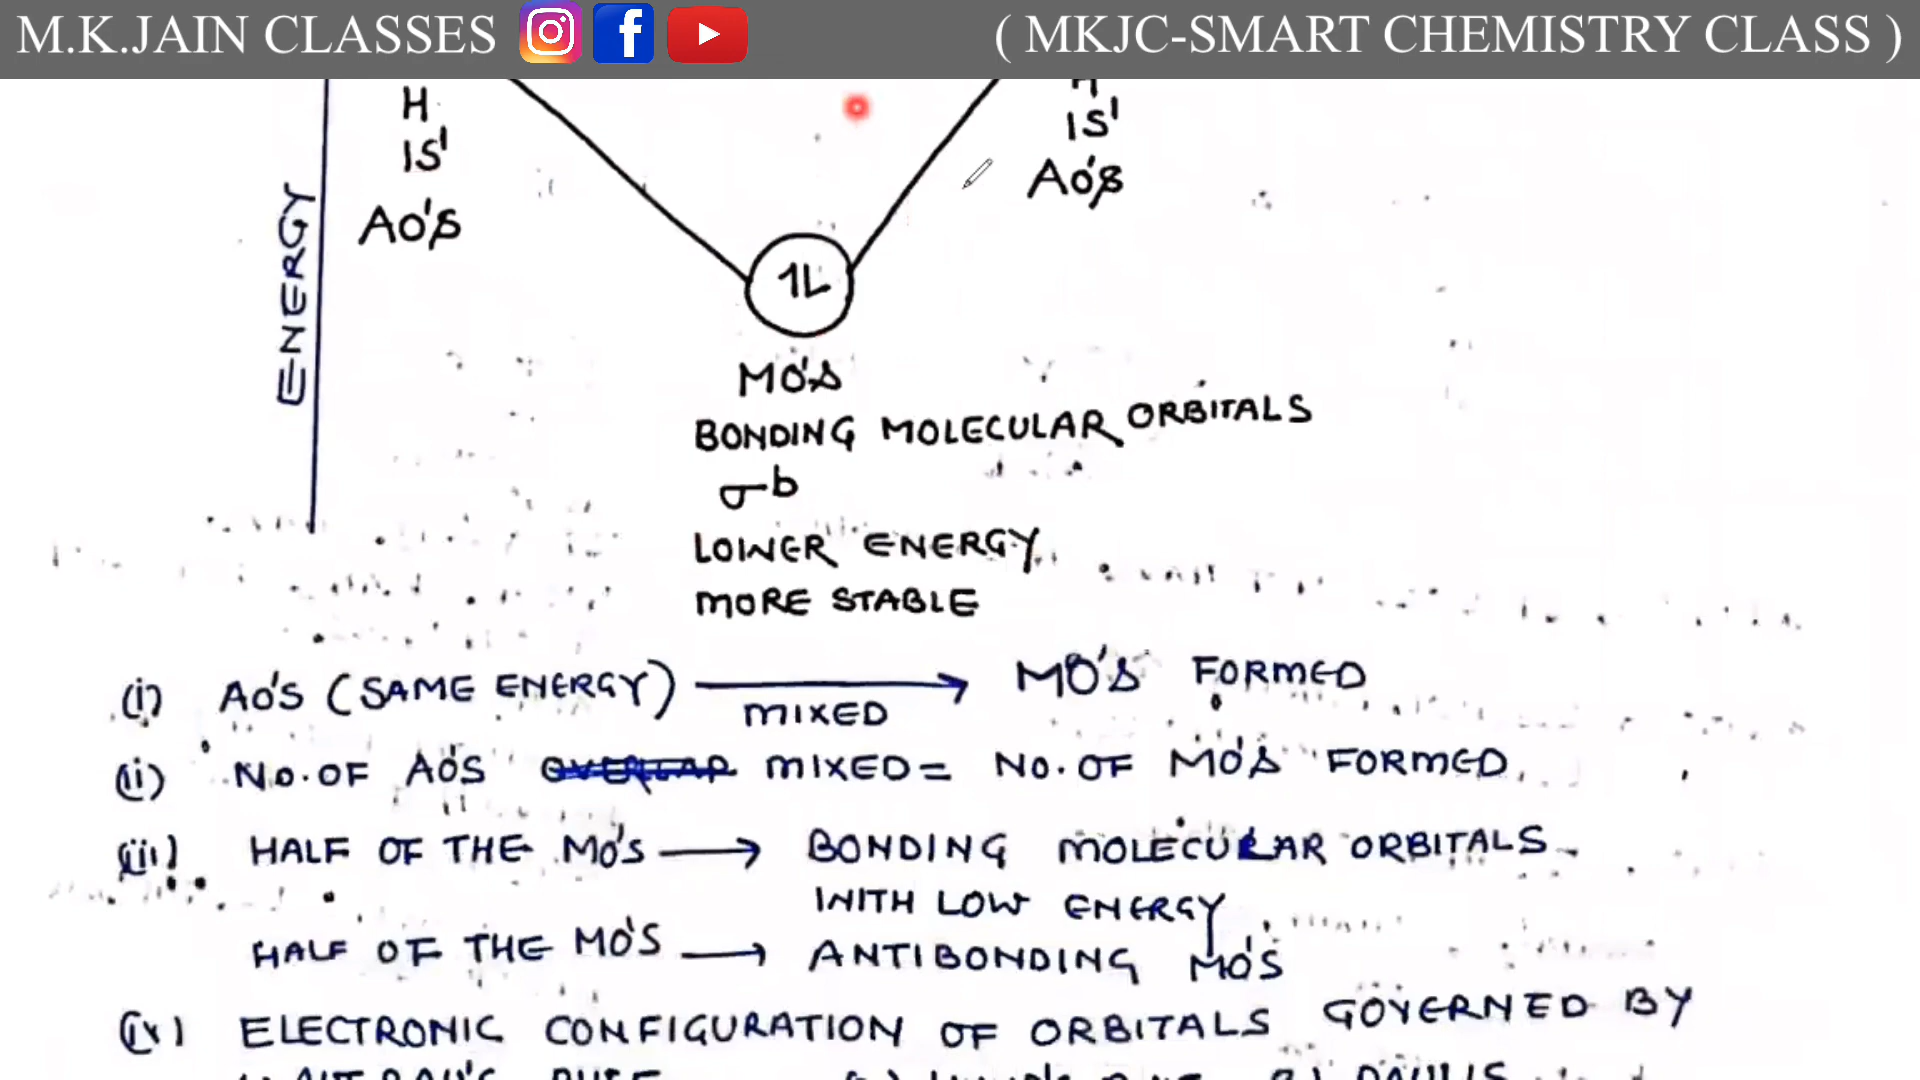 M.K.JAIN CLASSES
( MKJC-SMART CHEMISTRY CLASS )
H
1S¹
AO'S
H
1S¹
AO'S
ENERGY
1L
MO'S
BONDING MOLECULAR ORBITALS
σb
LOWER ENERGY
MORE STABLE
(i) AO'S (SAME ENERGY) → MO'S FORMED
MIXED
(ii) NO. OF AO'S OVERLAP MIXED = NO. OF MO'S FORMED.
(iii) HALF OF THE MO'S → BONDING MOLECULAR ORBITALS
WITH LOW ENERGY
HALF OF THE MO'S → ANTIBONDING MO'S
(iv) ELECTRONIC CONFIGURATION OF ORBITALS GOVERNED BY